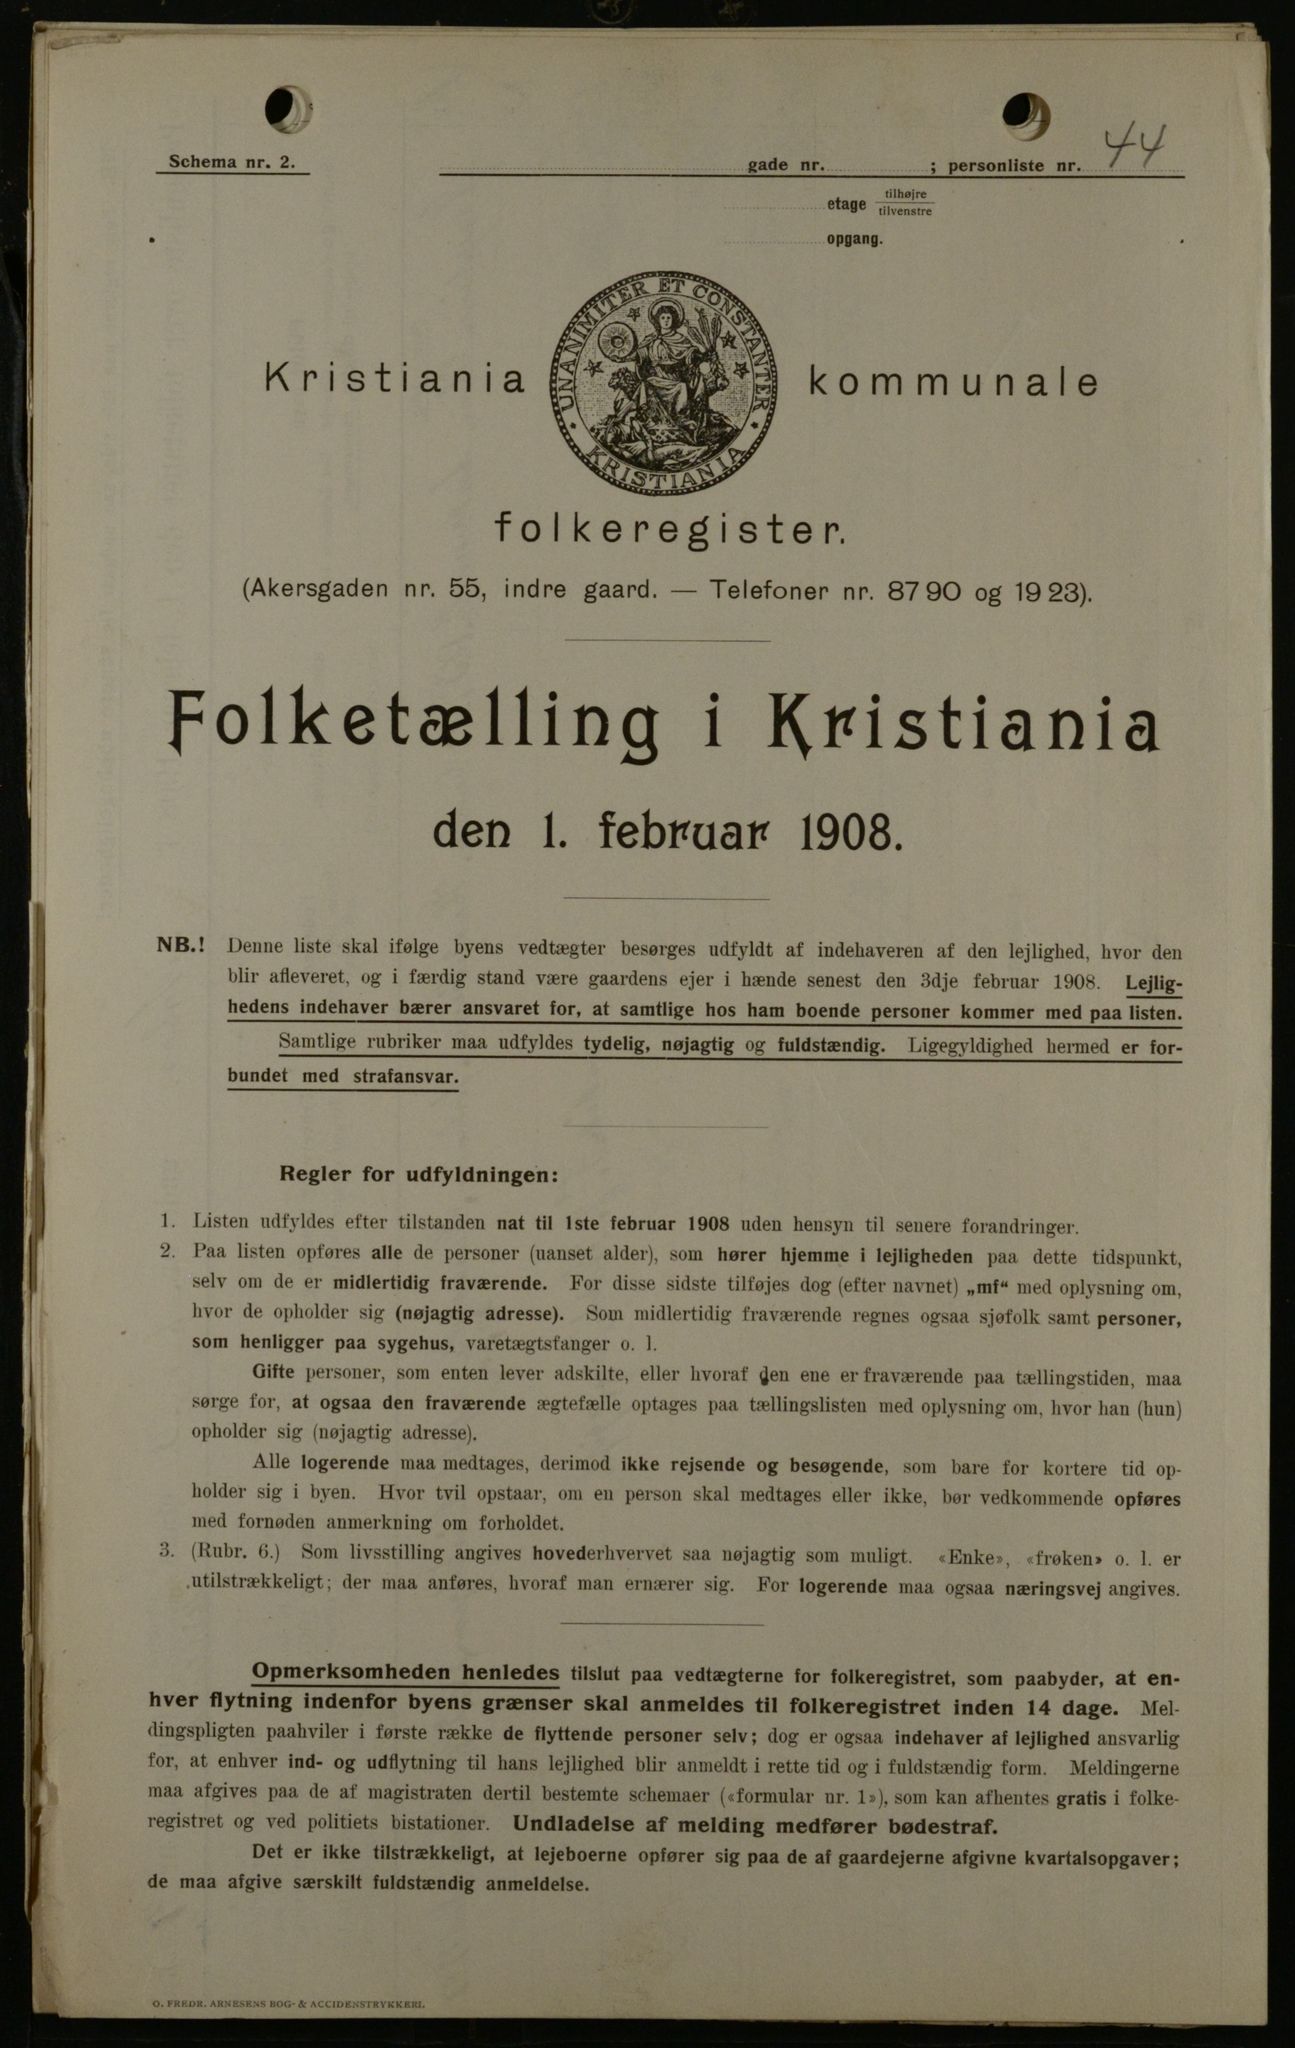 Schema nr. 2.
gade nr. ; personliste nr. 44
etage tilhøjre
tilvenstre
opgang.
UNANIMITER ET CONSTANTER
KRISTIANIA
Kristiania kommunale
folkeregister.
(Akersgaden nr. 55, indre gaard. — Telefoner nr. 87 90 og 19 23).
Folketælling i Kristiania
den 1. februar 1908.
NB.! Denne liste skal ifølge byens vedtægter besørges udfyldt af indehaveren af den lejlighed, hvor den
blir afleveret, og i færdig stand være gaardens ejer i hænde senest den 3dje februar 1908. Lejlig-
hedens indehaver bærer ansvaret for, at samtlige hos ham boende personer kommer med paa listen.
Samtlige rubriker maa udfyldes tydelig, nøjagtig og fuldstændig. Ligegyldighed hermed er for-
bundet med strafansvar.
Regler for udfyldningen:
1. Listen udfyldes efter tilstanden nat til 1ste februar 1908 uden hensyn til senere forandringer.
2. Paa listen opføres alle de personer (uanset alder), som hører hjemme i lejligheden paa dette tidspunkt,
selv om de er midlertidig fraværende. For disse sidste tilføjes dog (efter navnet) „mf“ med oplysning om,
hvor de opholder sig (nøjagtig adresse). Som midlertidig fraværende regnes ogsaa sjøfolk samt personer,
som henligger paa sygehus, varetægtsfanger o. l.
Gifte personer, som enten lever adskilte, eller hvoraf den ene er fraværende paa tællingstiden, maa
sørge for, at ogsaa den fraværende ægtefælle optages paa tællingslisten med oplysning om, hvor han (hun)
opholder sig (nøjagtig adresse).
Alle logerende maa medtages, derimod ikke rejsende og besøgende, som bare for kortere tid op-
holder sig i byen. Hvor tvil opstaar, om en person skal medtages eller ikke, bør vedkommende opføres
med fornøden anmerkning om forholdet.
3. (Rubr. 6.) Som livsstilling angives hovederhvervet saa nøjagtig som muligt. «Enke», «frøken» o. l. er
utilstrækkeligt; der maa anføres, hvoraf man ernærer sig. For logerende maa ogsaa næringsvej angives.
Opmerksomheden henledes tilslut paa vedtægterne for folkeregistret, som paabyder, at en-
hver flytning indenfor byens grænser skal anmeldes til folkeregistret inden 14 dage. Mel-
dingspligten paahviler i første række de flyttende personer selv; dog er ogsaa indehaver af lejlighed ansvarlig
for, at enhver ind- og udflytning til hans lejlighed blir anmeldt i rette tid og i fuldstændig form. Meldingerne
maa afgives paa de af magistraten dertil bestemte schemaer («formular nr. 1»), som kan afhentes gratis i folke-
registret og ved politiets bistationer. Undladelse af melding medfører bødestraf.
Det er ikke tilstrækkeligt, at lejeboerne opfører sig paa de af gaardejerne afgivne kvartalsopgaver;
de maa afgive særskilt fuldstændig anmeldelse.
O. FREDR. ARNESENS BOG- & ACCIDENSTRYKKERI.